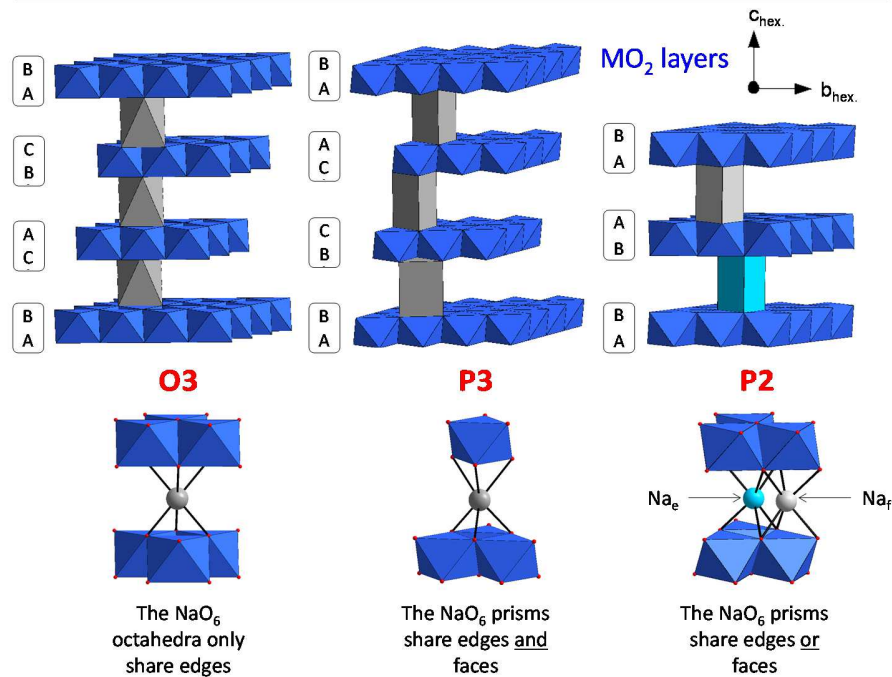 MO2 layers
chex.
bhex.
B
A
C
B
A
C
B
A
B
A
A
C
C
B
B
A
B
A
A
B
B
A
O3
P3
P2
Nae
Naf
The NaO6
octahedra only
share edges
The NaO6 prisms
share edges and
faces
The NaO6 prisms
share edges or
faces